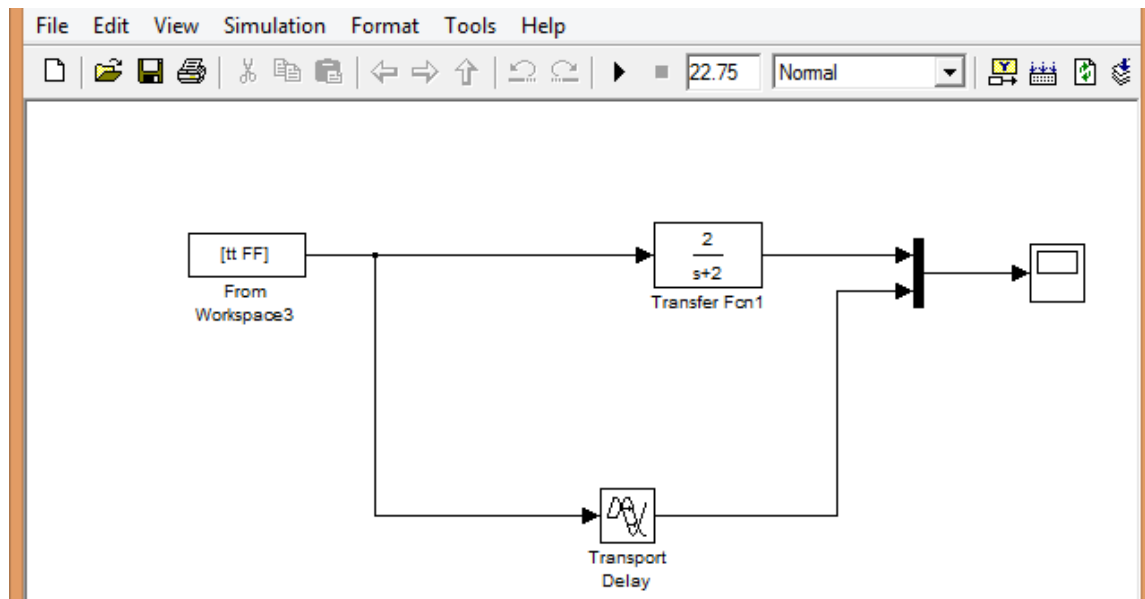 File Edit View Simulation Format Tools Help
22.75 Normal
[tt FF]
From
Workspace3
2
s+2
Transfer Fcn1
Transport
Delay